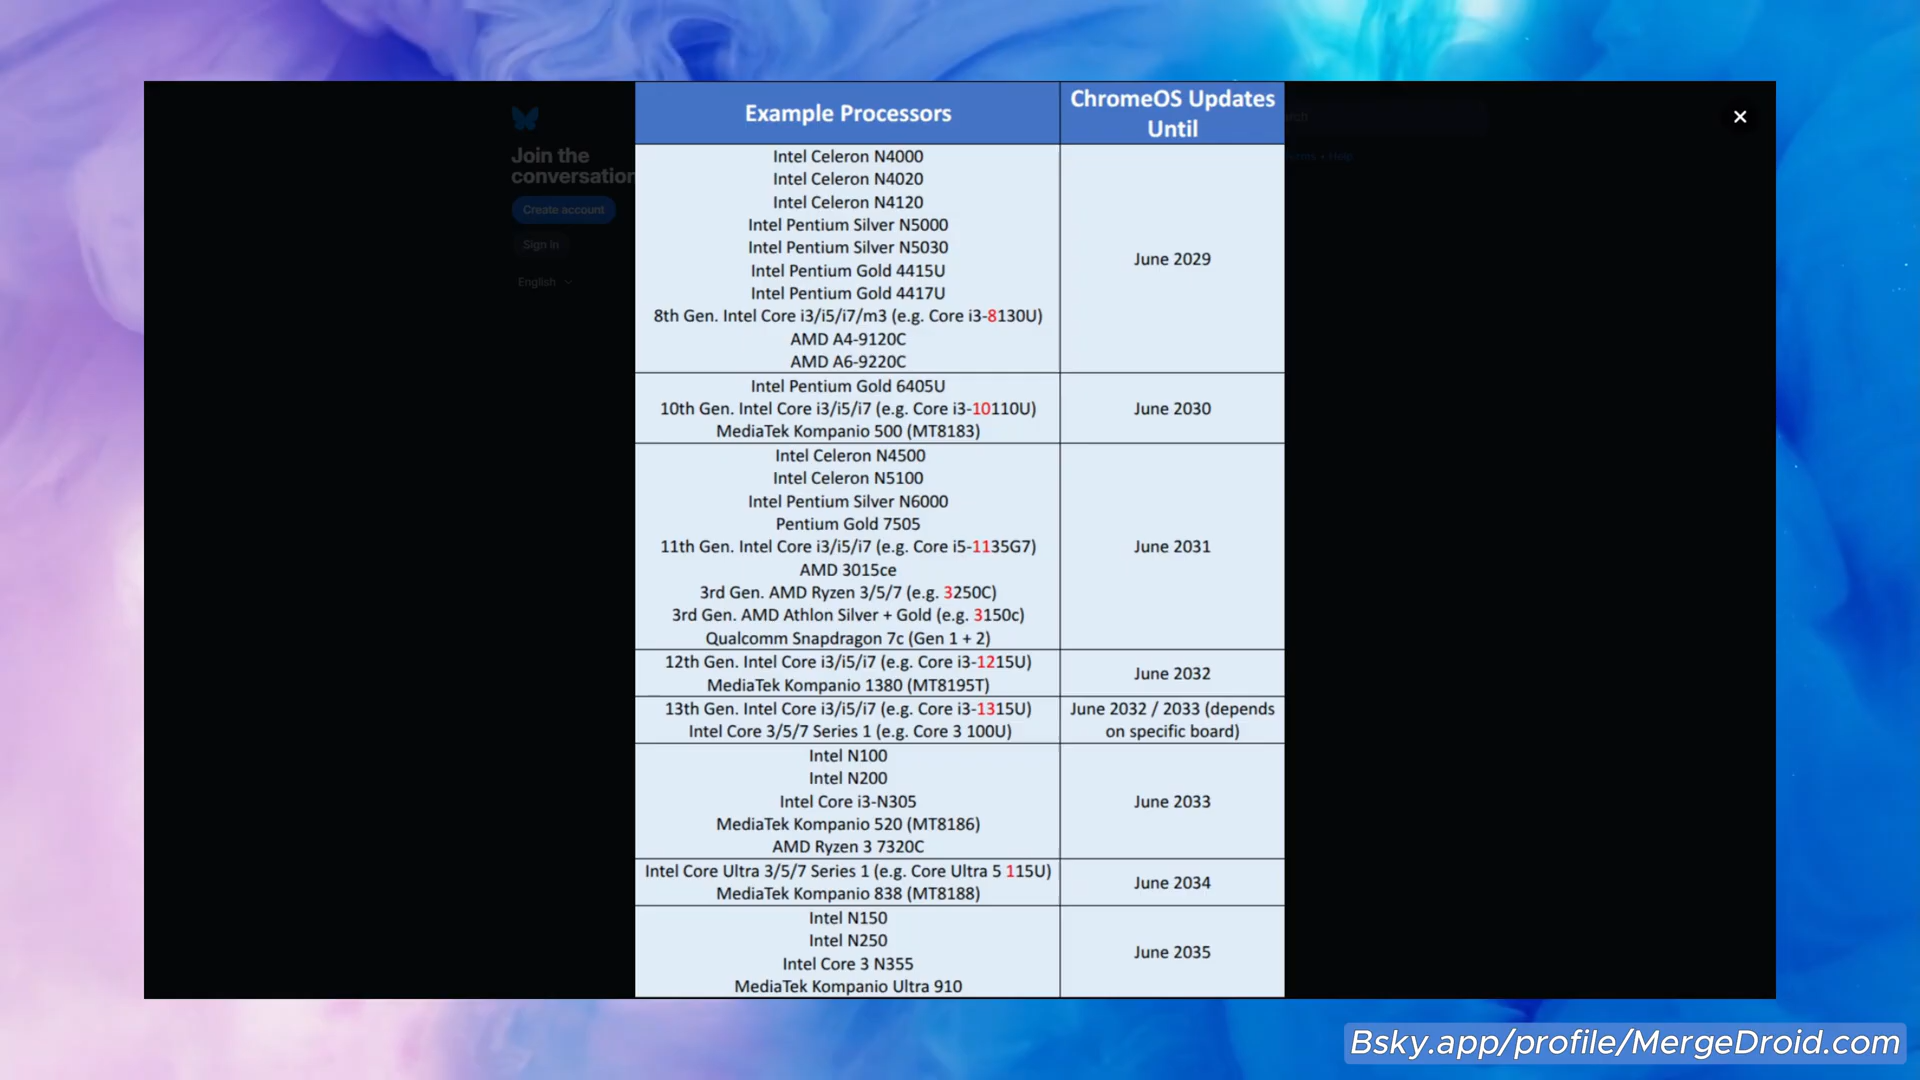 Example Processors
ChromeOS Updates
Until
Intel Celeron N4000
Intel Celeron N4020
Intel Celeron N4120
Intel Pentium Silver N5000
Intel Pentium Silver N5030
Intel Pentium Gold 4415U
Intel Pentium Gold 4417U
8th Gen. Intel Core i3/i5/i7/m3 (e.g. Core i3-8130U)
AMD A4-9120C
AMD A6-9220C
June 2029
Intel Pentium Gold 6405U
10th Gen. Intel Core i3/i5/i7 (e.g. Core i3-10110U)
MediaTek Kompanio 500 (MT8183)
June 2030
Intel Celeron N4500
Intel Celeron N5100
Intel Pentium Silver N6000
Pentium Gold 7505
11th Gen. Intel Core i3/i5/i7 (e.g. Core i5-1135G7)
AMD 3015ce
3rd Gen. AMD Ryzen 3/5/7 (e.g. 3250C)
3rd Gen. AMD Athlon Silver + Gold (e.g. 3150c)
Qualcomm Snapdragon 7c (Gen 1 + 2)
June 2031
12th Gen. Intel Core i3/i5/i7 (e.g. Core i3-1215U)
MediaTek Kompanio 1380 (MT8195T)
June 2032
13th Gen. Intel Core i3/i5/i7 (e.g. Core i3-1315U)
Intel Core 3/5/7 Series 1 (e.g. Core 3 100U)
June 2032 / 2033 (depends
on specific board)
Intel N100
Intel N200
Intel Core i3-N305
MediaTek Kompanio 520 (MT8186)
AMD Ryzen 3 7320C
June 2033
Intel Core Ultra 3/5/7 Series 1 (e.g. Core Ultra 5 115U)
MediaTek Kompanio 838 (MT8188)
June 2034
Intel N150
Intel N250
Intel Core 3 N355
MediaTek Kompanio Ultra 910
June 2035
Join the
conversation
Create account
Sign in
English
Help
Bsky.app/profile/MergeDroid.com